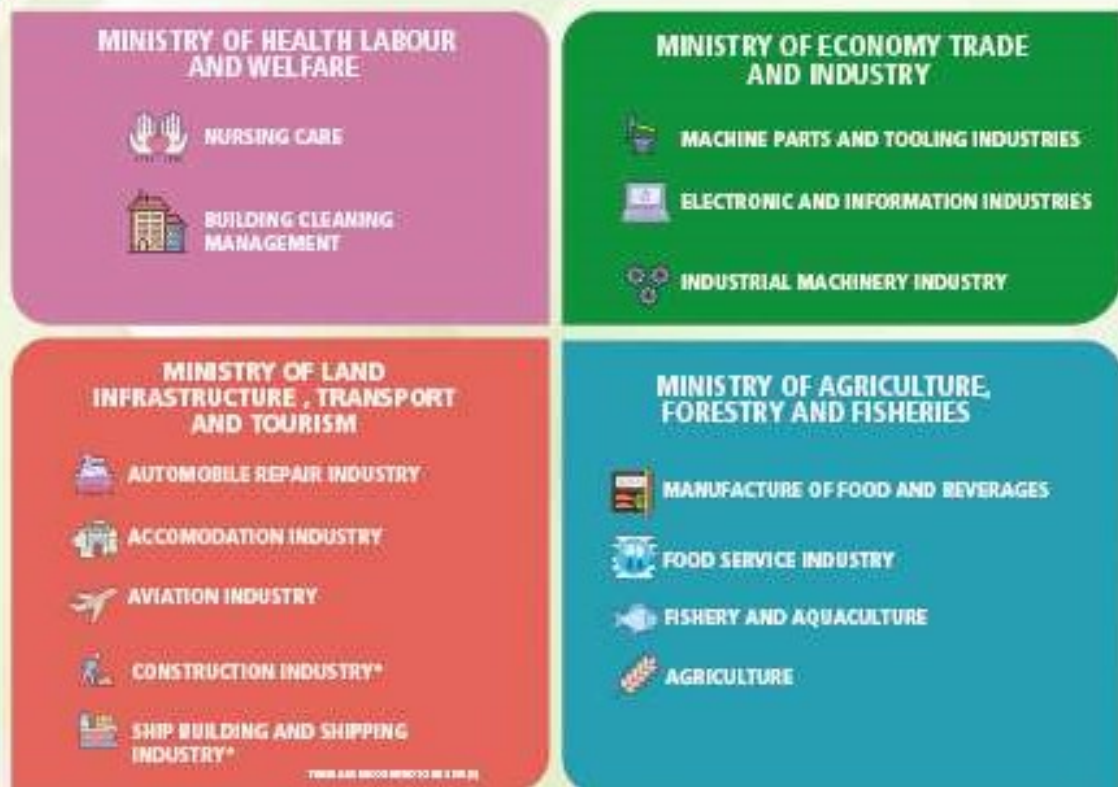 MINISTRY OF HEALTH LABOUR
AND WELFARE
NURSING CARE
BUILDING CLEANING
MANAGEMENT
MINISTRY OF ECONOMY TRADE
AND INDUSTRY
MACHINE PARTS AND TOOLING INDUSTRIES
ELECTRONIC AND INFORMATION INDUSTRIES
INDUSTRIAL MACHINERY INDUSTRY
MINISTRY OF LAND
INFRASTRUCTURE , TRANSPORT
AND TOURISM
AUTOMOBILE REPAIR INDUSTRY
ACCOMODATION INDUSTRY
AVIATION INDUSTRY
CONSTRUCTION INDUSTRY*
SHIP BUILDING AND SHIPPING
INDUSTRY*
MINISTRY OF AGRICULTURE,
FORESTRY AND FISHERIES
MANUFACTURE OF FOOD AND BEVERAGES
FOOD SERVICE INDUSTRY
FISHERY AND AQUACULTURE
AGRICULTURE